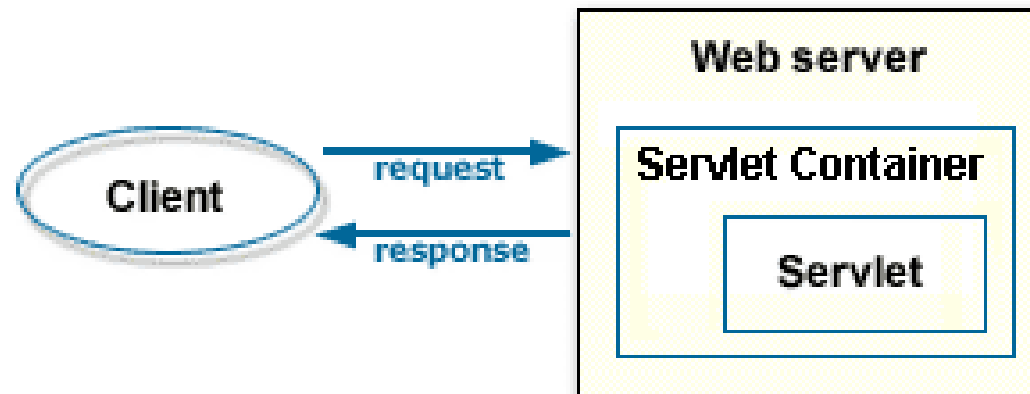 Web server
Servlet Container
Client
request
response
Servlet